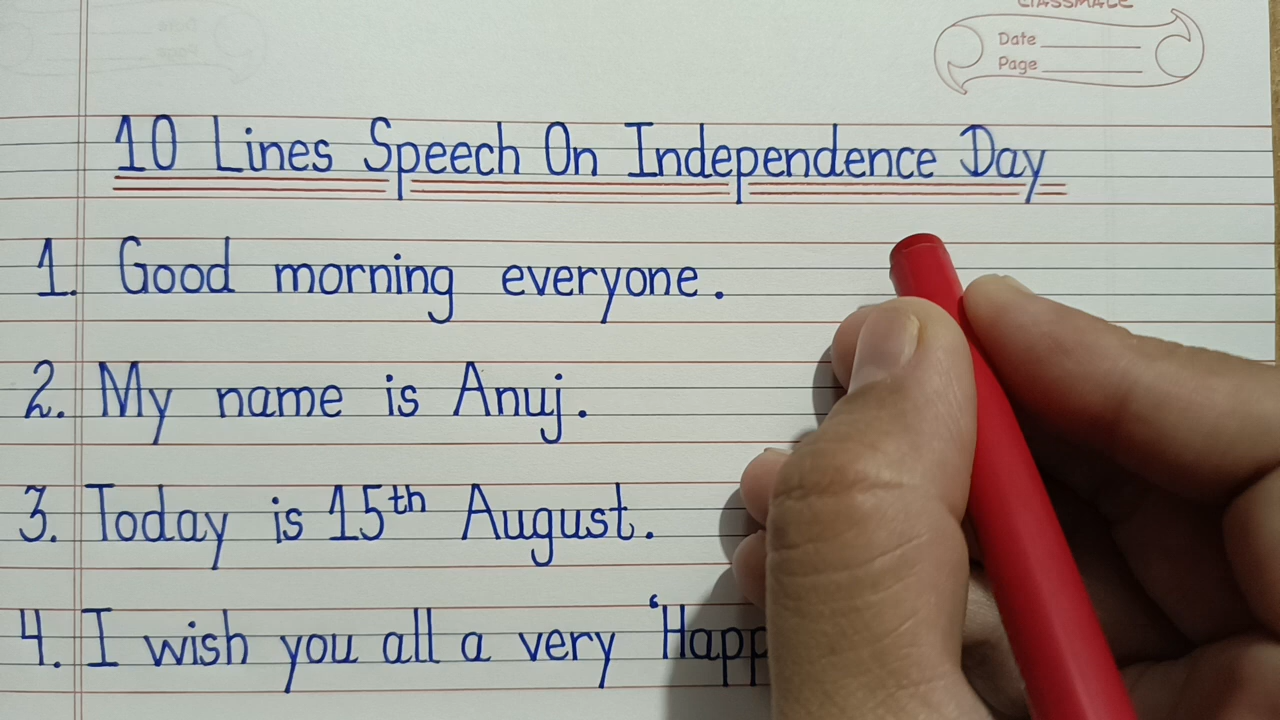 CLASSMATE
Date
Page
10 Lines Speech On Independence Day
1. Good morning everyone.
2. My name is Anuj.
3. Today is 15th August.
4. I wish you all a very 'Happ